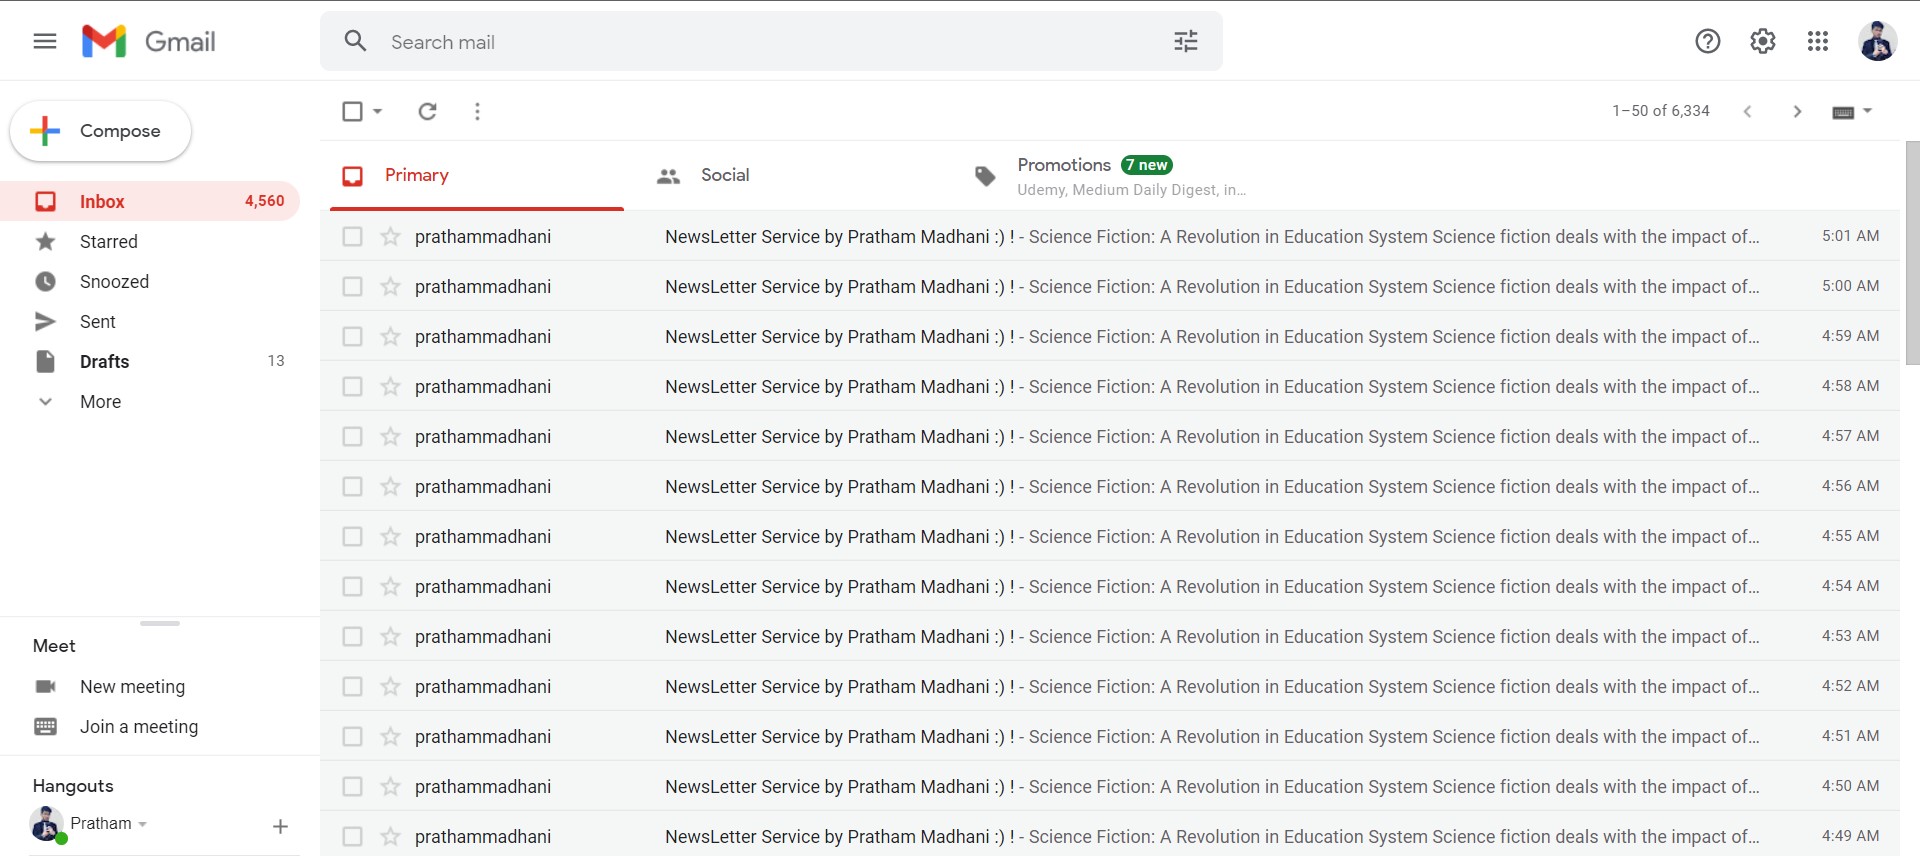 Gmail
Search mail
Compose
1–50 of 6,334
Inbox 4,560
Starred
Snoozed
Sent
Drafts 13
More
Meet
New meeting
Join a meeting
Hangouts
Pratham
Primary
Social
Promotions 7 new
Udemy, Medium Daily Digest, in...
prathammadhani NewsLetter Service by Pratham Madhani :) ! - Science Fiction: A Revolution in Education System Science fiction deals with the impact of... 5:01 AM
prathammadhani NewsLetter Service by Pratham Madhani :) ! - Science Fiction: A Revolution in Education System Science fiction deals with the impact of... 5:00 AM
prathammadhani NewsLetter Service by Pratham Madhani :) ! - Science Fiction: A Revolution in Education System Science fiction deals with the impact of... 4:59 AM
prathammadhani NewsLetter Service by Pratham Madhani :) ! - Science Fiction: A Revolution in Education System Science fiction deals with the impact of... 4:58 AM
prathammadhani NewsLetter Service by Pratham Madhani :) ! - Science Fiction: A Revolution in Education System Science fiction deals with the impact of... 4:57 AM
prathammadhani NewsLetter Service by Pratham Madhani :) ! - Science Fiction: A Revolution in Education System Science fiction deals with the impact of... 4:56 AM
prathammadhani NewsLetter Service by Pratham Madhani :) ! - Science Fiction: A Revolution in Education System Science fiction deals with the impact of... 4:55 AM
prathammadhani NewsLetter Service by Pratham Madhani :) ! - Science Fiction: A Revolution in Education System Science fiction deals with the impact of... 4:54 AM
prathammadhani NewsLetter Service by Pratham Madhani :) ! - Science Fiction: A Revolution in Education System Science fiction deals with the impact of... 4:53 AM
prathammadhani NewsLetter Service by Pratham Madhani :) ! - Science Fiction: A Revolution in Education System Science fiction deals with the impact of... 4:52 AM
prathammadhani NewsLetter Service by Pratham Madhani :) ! - Science Fiction: A Revolution in Education System Science fiction deals with the impact of... 4:51 AM
prathammadhani NewsLetter Service by Pratham Madhani :) ! - Science Fiction: A Revolution in Education System Science fiction deals with the impact of... 4:50 AM
prathammadhani NewsLetter Service by Pratham Madhani :) ! - Science Fiction: A Revolution in Education System Science fiction deals with the impact of... 4:49 AM